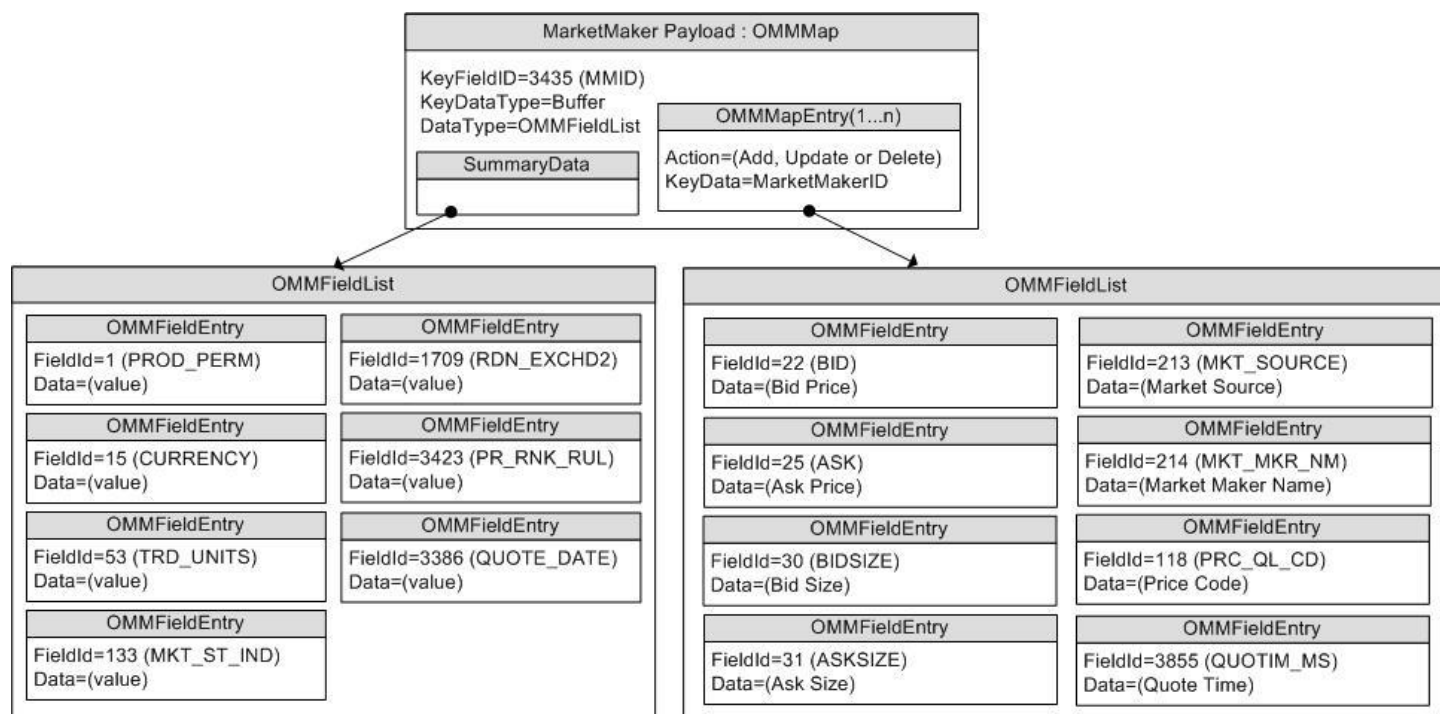 MarketMaker Payload : OMMMap
KeyFieldID=3435 (MMID)
KeyDataType=Buffer
DataType=OMMFieldList
SummaryData
OMMMapEntry(1...n)
Action=(Add, Update or Delete)
KeyData=MarketMakerID
OMMFieldList
OMMFieldEntry
FieldId=1 (PROD_PERM)
Data=(value)
OMMFieldEntry
FieldId=1709 (RDN_EXCHD2)
Data=(value)
OMMFieldEntry
FieldId=15 (CURRENCY)
Data=(value)
OMMFieldEntry
FieldId=3423 (PR_RNK_RUL)
Data=(value)
OMMFieldEntry
FieldId=53 (TRD_UNITS)
Data=(value)
OMMFieldEntry
FieldId=3386 (QUOTE_DATE)
Data=(value)
OMMFieldEntry
FieldId=133 (MKT_ST_IND)
Data=(value)
OMMFieldList
OMMFieldEntry
FieldId=22 (BID)
Data=(Bid Price)
OMMFieldEntry
FieldId=213 (MKT_SOURCE)
Data=(Market Source)
OMMFieldEntry
FieldId=25 (ASK)
Data=(Ask Price)
OMMFieldEntry
FieldId=214 (MKT_MKR_NM)
Data=(Market Maker Name)
OMMFieldEntry
FieldId=30 (BIDSIZE)
Data=(Bid Size)
OMMFieldEntry
FieldId=118 (PRC_QL_CD)
Data=(Price Code)
OMMFieldEntry
FieldId=31 (ASKSIZE)
Data=(Ask Size)
OMMFieldEntry
FieldId=3855 (QUOTIM_MS)
Data=(Quote Time)